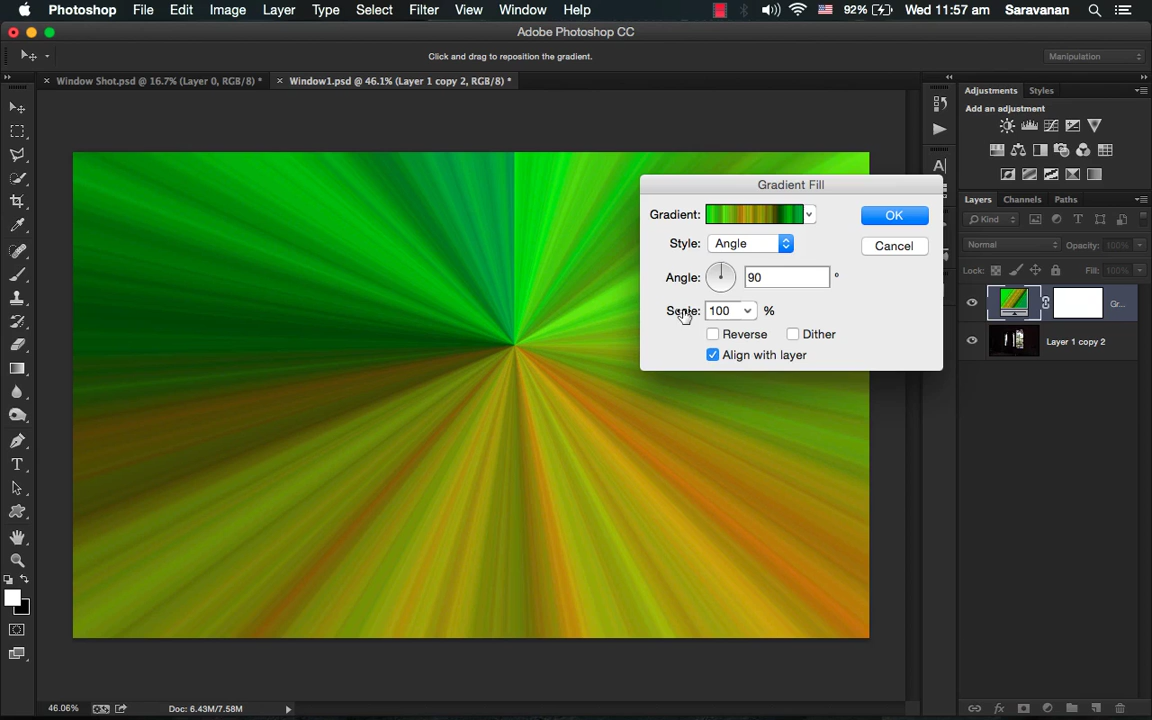 Photoshop File Edit Image Layer Type Select Filter View Window Help 92% Wed 11:57 am Saravanan
Adobe Photoshop CC
Click and drag to reposition the gradient. Manipulation
Window Shot.psd @ 16.7% (Layer 0, RGB/8) * Window1.psd @ 46.1% (Layer 1 copy 2, RGB/8) *
Adjustments Styles
Add an adjustment
Gradient Fill
Gradient: OK
Style: Angle Cancel
Angle: 90 °
Scale: 100 %
Reverse Dither
Align with layer
Layers Channels Paths
Kind
Normal Opacity: 100%
Lock: Fill: 100%
Gr...
Layer 1 copy 2
46.06% Doc: 6.43M/7.58M